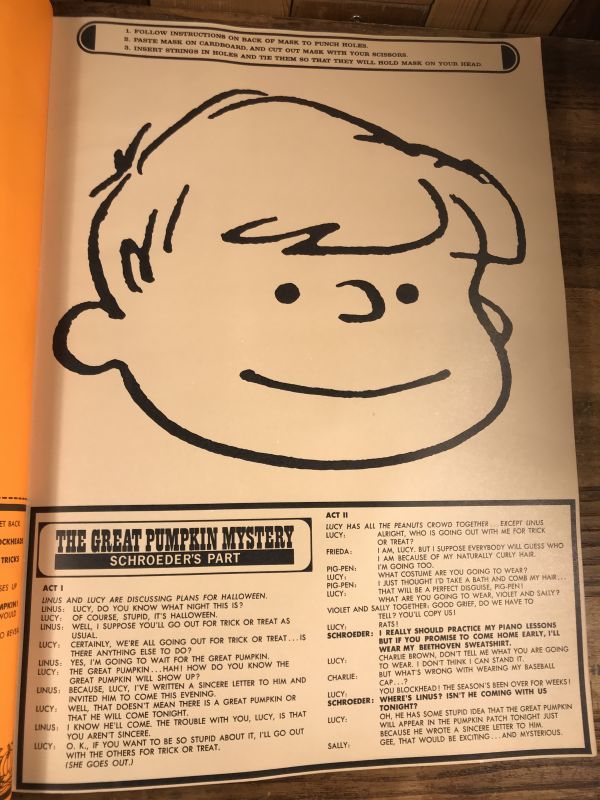 1. FOLLOW INSTRUCTIONS ON BACK OF MASK TO PUNCH HOLES.
2. PASTE MASK ON CARDBOARD, AND CUT OUT MASK WITH YOUR SCISSORS.
3. INSERT STRINGS IN HOLES AND TIE THEM SO THAT THEY WILL HOLD MASK ON YOUR HEAD.
ET BACK
OCKHEADS
TRICKS
SES UP
MPKIN!
WOULD
O REVEAL
THE GREAT PUMPKIN MYSTERY
SCHROEDER'S PART
ACT I
LINUS AND LUCY ARE DISCUSSING PLANS FOR HALLOWEEN.
LINUS: LUCY, DO YOU KNOW WHAT NIGHT THIS IS?
LUCY: OF COURSE, STUPID, IT'S HALLOWEEN.
LINUS: WELL, I SUPPOSE YOU'LL GO OUT FOR TRICK OR TREAT AS
USUAL.
LUCY: CERTAINLY, WE'RE ALL GOING OUT FOR TRICK OR TREAT...IS
THERE ANYTHING ELSE TO DO?
LINUS: YES, I'M GOING TO WAIT FOR THE GREAT PUMPKIN.
LUCY: THE GREAT PUMPKIN...HAH! HOW DO YOU KNOW THE
GREAT PUMPKIN WILL SHOW UP?
LINUS: BECAUSE, LUCY, I'VE WRITTEN A SINCERE LETTER TO HIM AND
INVITED HIM TO COME THIS EVENING.
LUCY: WELL, THAT DOESN'T MEAN THERE IS A GREAT PUMPKIN OR
THAT HE WILL COME TONIGHT.
LINUS: I KNOW HE'LL COME. THE TROUBLE WITH YOU, LUCY, IS THAT
YOU AREN'T SINCERE.
LUCY: O. K., IF YOU WANT TO BE SO STUPID ABOUT IT, I'LL GO OUT
WITH THE OTHERS FOR TRICK OR TREAT.
(SHE GOES OUT.)
ACT II
LUCY HAS ALL THE PEANUTS CROWD TOGETHER...EXCEPT LINUS
LUCY: ALRIGHT, WHO IS GOING OUT WITH ME FOR TRICK
OR TREAT?
FRIEDA: I AM, LUCY. BUT I SUPPOSE EVERYBODY WILL GUESS WHO
I AM BECAUSE OF MY NATURALLY CURLY HAIR.
PIG-PEN: I'M GOING TOO.
LUCY: WHAT COSTUME ARE YOU GOING TO WEAR?
PIG-PEN: I JUST THOUGHT I'D TAKE A BATH AND COMB MY HAIR...
LUCY: THAT WILL BE A PERFECT DISGUISE, PIG-PEN!
WHAT ARE YOU GOING TO WEAR, VIOLET AND SALLY?
VIOLET AND SALLY TOGETHER: GOOD GRIEF, DO WE HAVE TO
TELL? YOU'LL COPY US!
LUCY: RATS!
SCHROEDER: I REALLY SHOULD PRACTICE MY PIANO LESSONS
BUT IF YOU PROMISE TO COME HOME EARLY, I'LL
WEAR MY BEETHOVEN SWEATSHIRT.
LUCY: CHARLIE BROWN, DON'T TELL ME WHAT YOU ARE GOING
TO WEAR. I DON'T THINK I CAN STAND IT.
CHARLIE: BUT WHAT'S WRONG WITH WEARING MY BASEBALL
CAP...?
LUCY: YOU BLOCKHEAD! THE SEASON'S BEEN OVER FOR WEEKS!
SCHROEDER: WHERE'S LINUS? ISN'T HE COMING WITH US
TONIGHT?
LUCY: OH, HE HAS SOME STUPID IDEA THAT THE GREAT PUMPKIN
WILL APPEAR IN THE PUMPKIN PATCH TONIGHT JUST
BECAUSE HE WROTE A SINCERE LETTER TO HIM.
SALLY: GEE, THAT WOULD BE EXCITING...AND MYSTERIOUS.